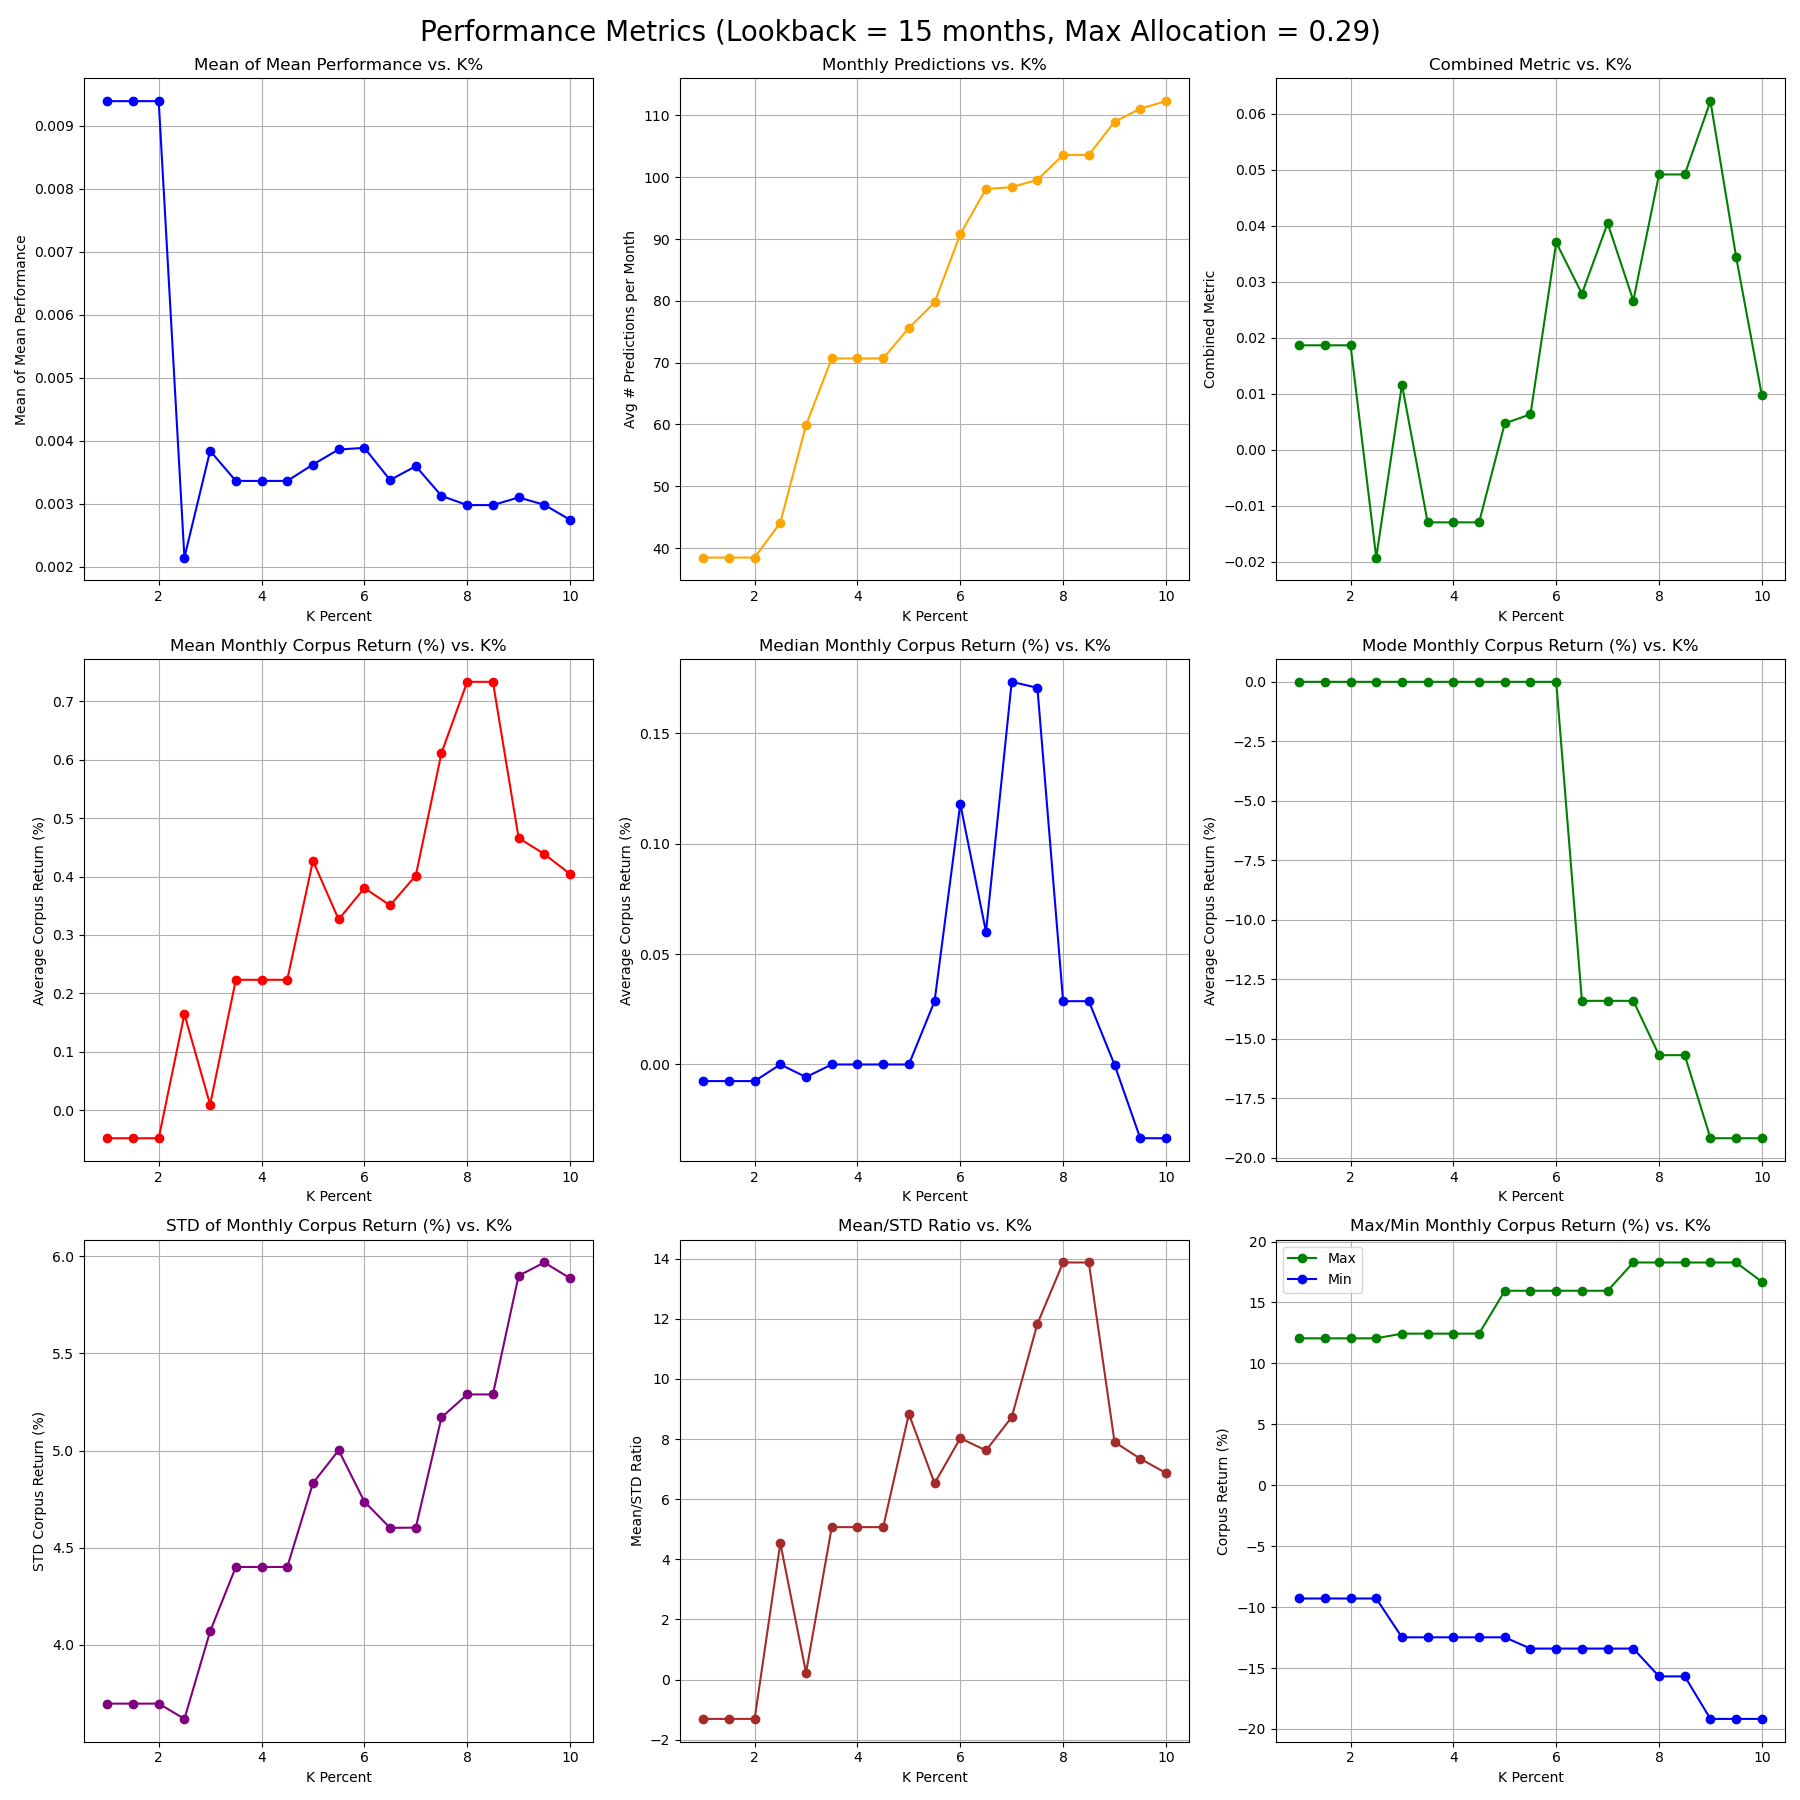 Performance Metrics (Lookback = 15 months, Max Allocation = 0.29)
Mean of Mean Performance vs. K%
Mean of Mean Performance
0.009
0.008
0.007
0.006
0.005
0.004
0.003
0.002
2 4 6 8 10
K Percent
Monthly Predictions vs. K%
Avg # Predictions per Month
110
100
90
80
70
60
50
40
2 4 6 8 10
K Percent
Combined Metric vs. K%
Combined Metric
0.06
0.05
0.04
0.03
0.02
0.01
0.00
−0.01
−0.02
2 4 6 8 10
K Percent
Mean Monthly Corpus Return (%) vs. K%
Average Corpus Return (%)
0.7
0.6
0.5
0.4
0.3
0.2
0.1
0.0
2 4 6 8 10
K Percent
Median Monthly Corpus Return (%) vs. K%
Average Corpus Return (%)
0.15
0.10
0.05
0.00
2 4 6 8 10
K Percent
Mode Monthly Corpus Return (%) vs. K%
Average Corpus Return (%)
0.0
−2.5
−5.0
−7.5
−10.0
−12.5
−15.0
−17.5
−20.0
2 4 6 8 10
K Percent
STD of Monthly Corpus Return (%) vs. K%
STD Corpus Return (%)
6.0
5.5
5.0
4.5
4.0
2 4 6 8 10
K Percent
Mean/STD Ratio vs. K%
Mean/STD Ratio
14
12
10
8
6
4
2
0
−2
2 4 6 8 10
K Percent
Max/Min Monthly Corpus Return (%) vs. K%
Max
Min
Corpus Return (%)
20
15
10
5
0
−5
−10
−15
−20
2 4 6 8 10
K Percent